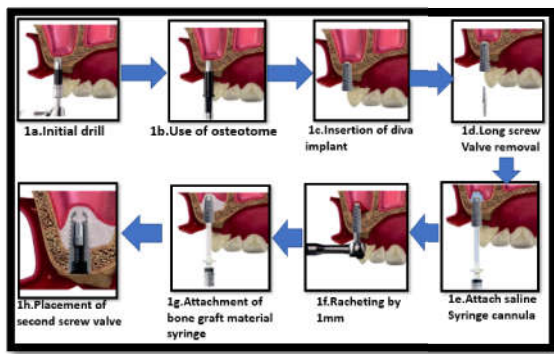 1a.Initial drill
1b.Use of osteotome
1c.Insertion of diva
implant
1d.Long screw
Valve removal
1e.Attach saline
Syringe cannula
1f.Racheting by
1mm
1g.Attachment of
bone graft material
syringe
1h.Placement of
second screw valve